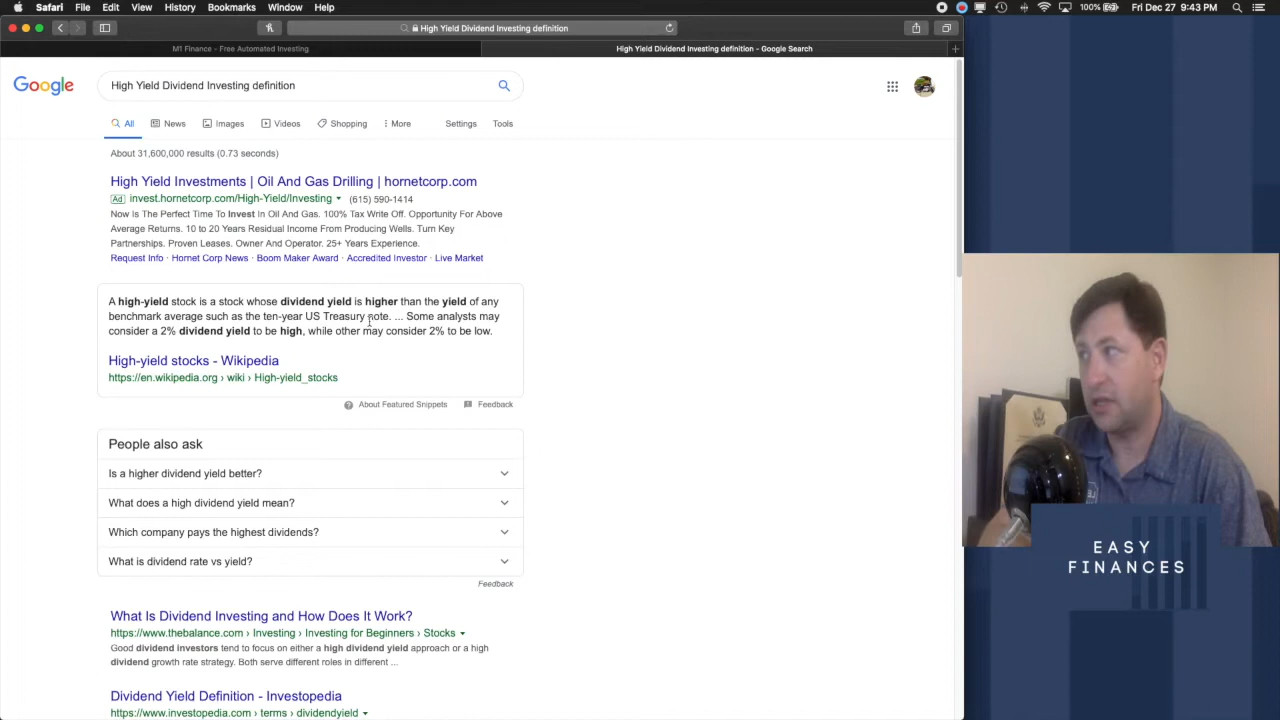 Safari File Edit View History Bookmarks Window Help
100% Fri Dec 27 9:43 PM
High Yield Dividend Investing definition
M1 Finance - Free Automated Investing
High Yield Dividend Investing definition - Google Search
Google
High Yield Dividend Investing definition
All News Images Videos Shopping More Settings Tools
About 31,600,000 results (0.73 seconds)
High Yield Investments | Oil And Gas Drilling | hornetcorp.com
Ad invest.hornetcorp.com/High-Yield/Investing (615) 590-1414
Now Is The Perfect Time To Invest In Oil And Gas. 100% Tax Write Off. Opportunity For Above
Average Returns. 10 to 20 Years Residual Income From Producing Wells. Turn Key
Partnerships. Proven Leases. Owner And Operator. 25+ Years Experience.
Request Info · Hornet Corp News · Boom Maker Award · Accredited Investor · Live Market
A high-yield stock is a stock whose dividend yield is higher than the yield of any
benchmark average such as the ten-year US Treasury note. ... Some analysts may
consider a 2% dividend yield to be high, while other may consider 2% to be low.
High-yield stocks - Wikipedia
https://en.wikipedia.org › wiki › High-yield_stocks
About Featured Snippets Feedback
People also ask
Is a higher dividend yield better?
What does a high dividend yield mean?
Which company pays the highest dividends?
What is dividend rate vs yield?
Feedback
What Is Dividend Investing and How Does It Work?
https://www.thebalance.com › Investing › Investing for Beginners › Stocks
Good dividend investors tend to focus on either a high dividend yield approach or a high
dividend growth rate strategy. Both serve different roles in different ...
Dividend Yield Definition - Investopedia
https://www.investopedia.com › terms › dividendyield
EASY
FINANCES